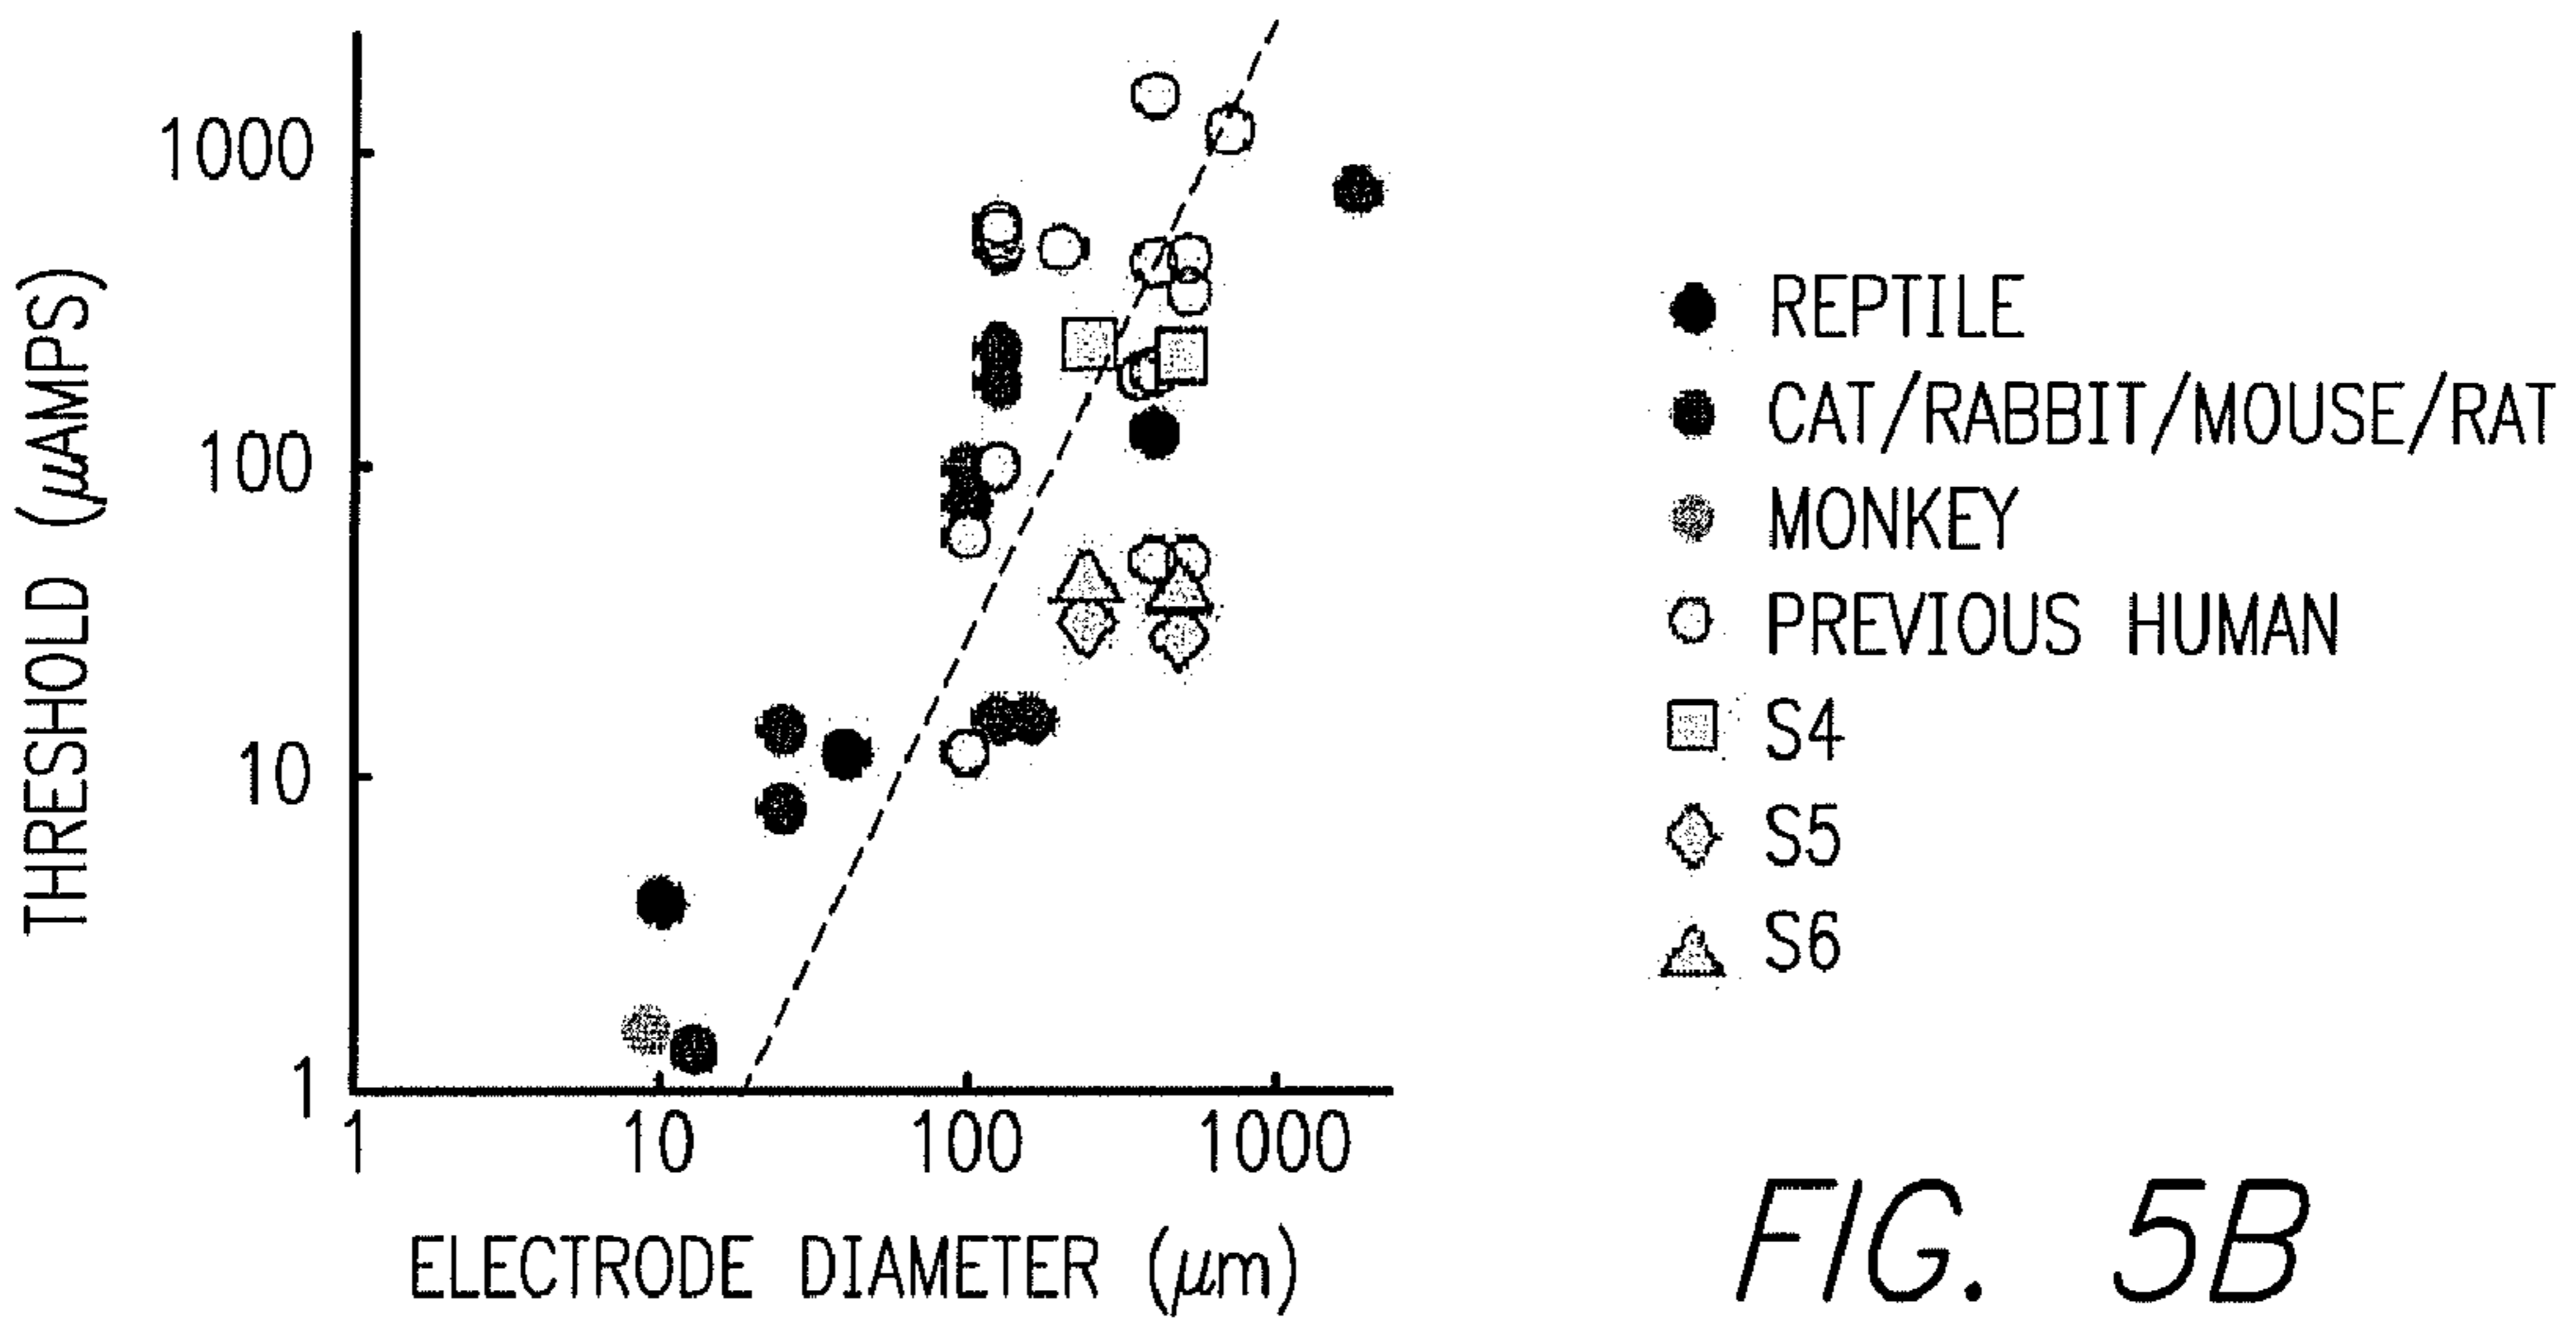 THRESHOLD (μAMPS)
1000
100
10
1
1
10
100
1000
ELECTRODE DIAMETER (μm)
REPTILE
CAT/RABBIT/MOUSE/RAT
MONKEY
PREVIOUS HUMAN
S4
S5
S6
FIG. 5B